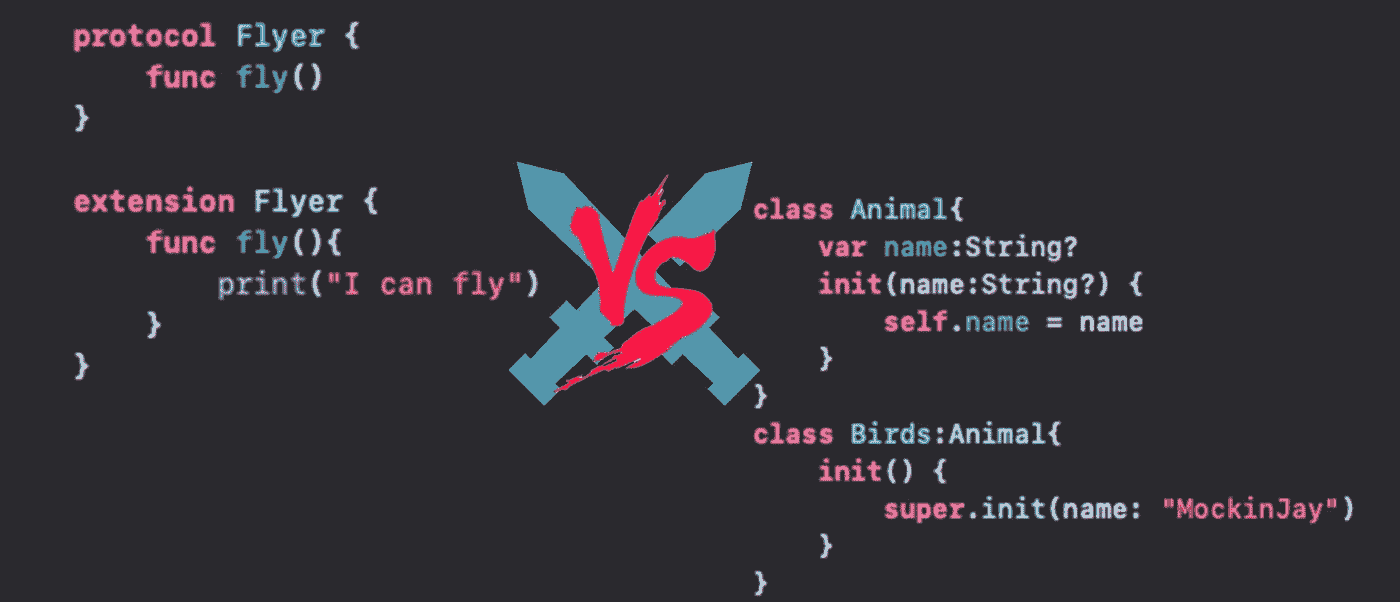 protocol Flyer {
    func fly()
}
extension Flyer {
    func fly(){
        print("I can fly")
    }
}
VS
class Animal{
    var name:String?
    init(name:String?) {
        self.name = name
    }
}
class Birds:Animal{
    init() {
        super.init(name: "MockinJay")
    }
}